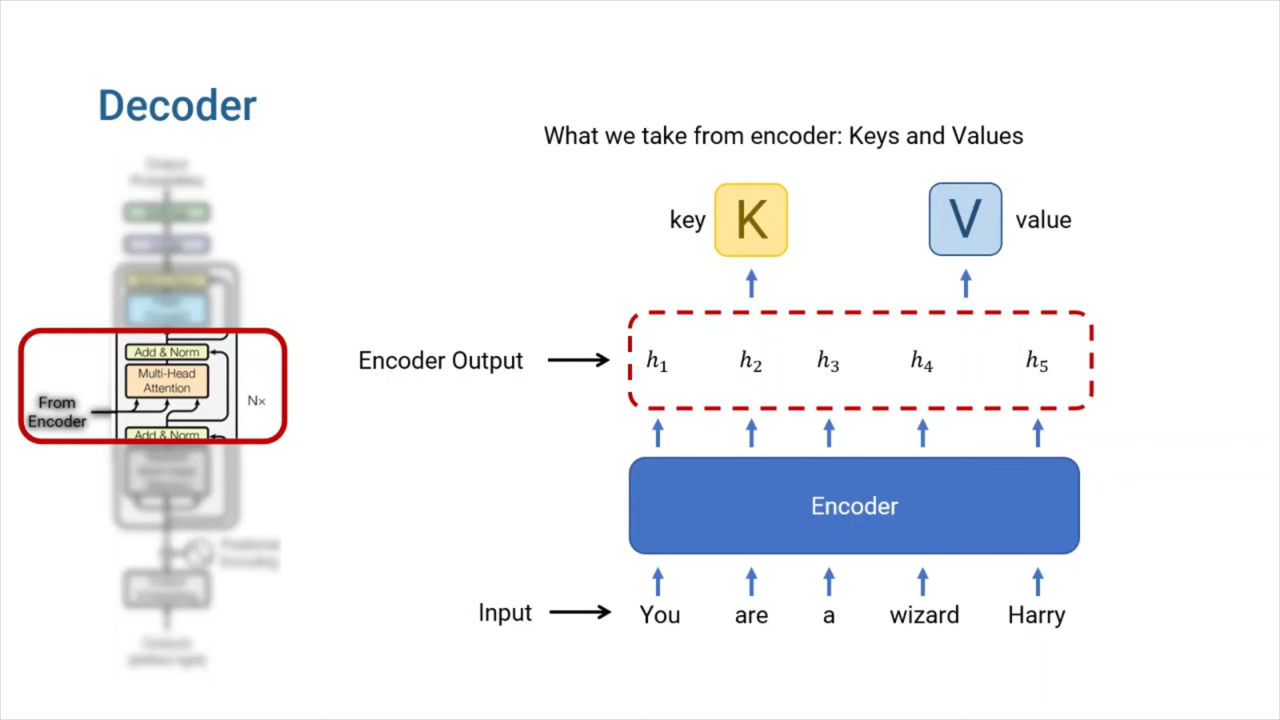 Decoder
What we take from encoder: Keys and Values
key
K
V
value
Add & Norm
Multi-Head
Attention
N×
From
Encoder
Add & Norm
Encoder Output
h₁ h₂ h₃ h₄ h₅
Encoder
Input
You are a wizard Harry